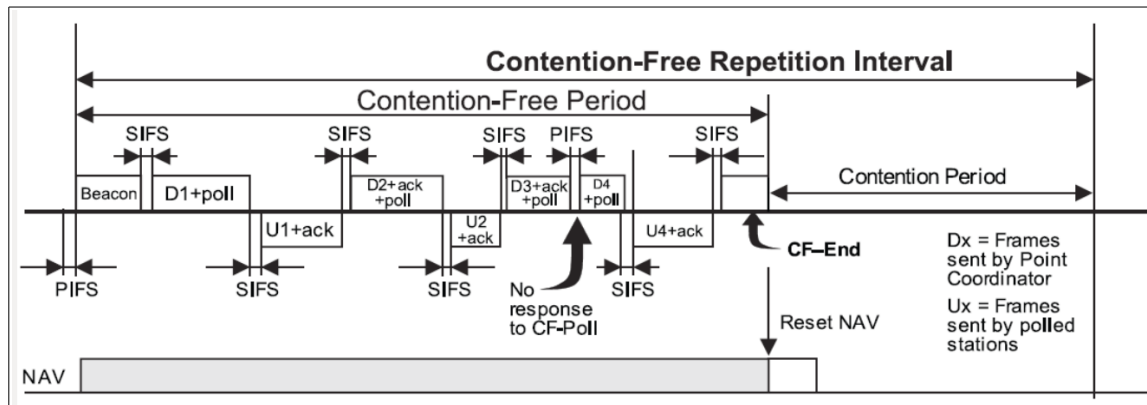 Contention-Free Repetition Interval
Contention-Free Period
SIFS
SIFS
SIFS
PIFS
SIFS
Beacon
D1+poll
D2+ack
+poll
D3+ack
+poll
D4
+poll
Contention Period
U1+ack
U2
+ack
U4+ack
CF–End
PIFS
SIFS
SIFS
No
response
to CF-Poll
SIFS
Dx = Frames
sent by Point
Coordinator
Ux = Frames
sent by polled
stations
Reset NAV
NAV